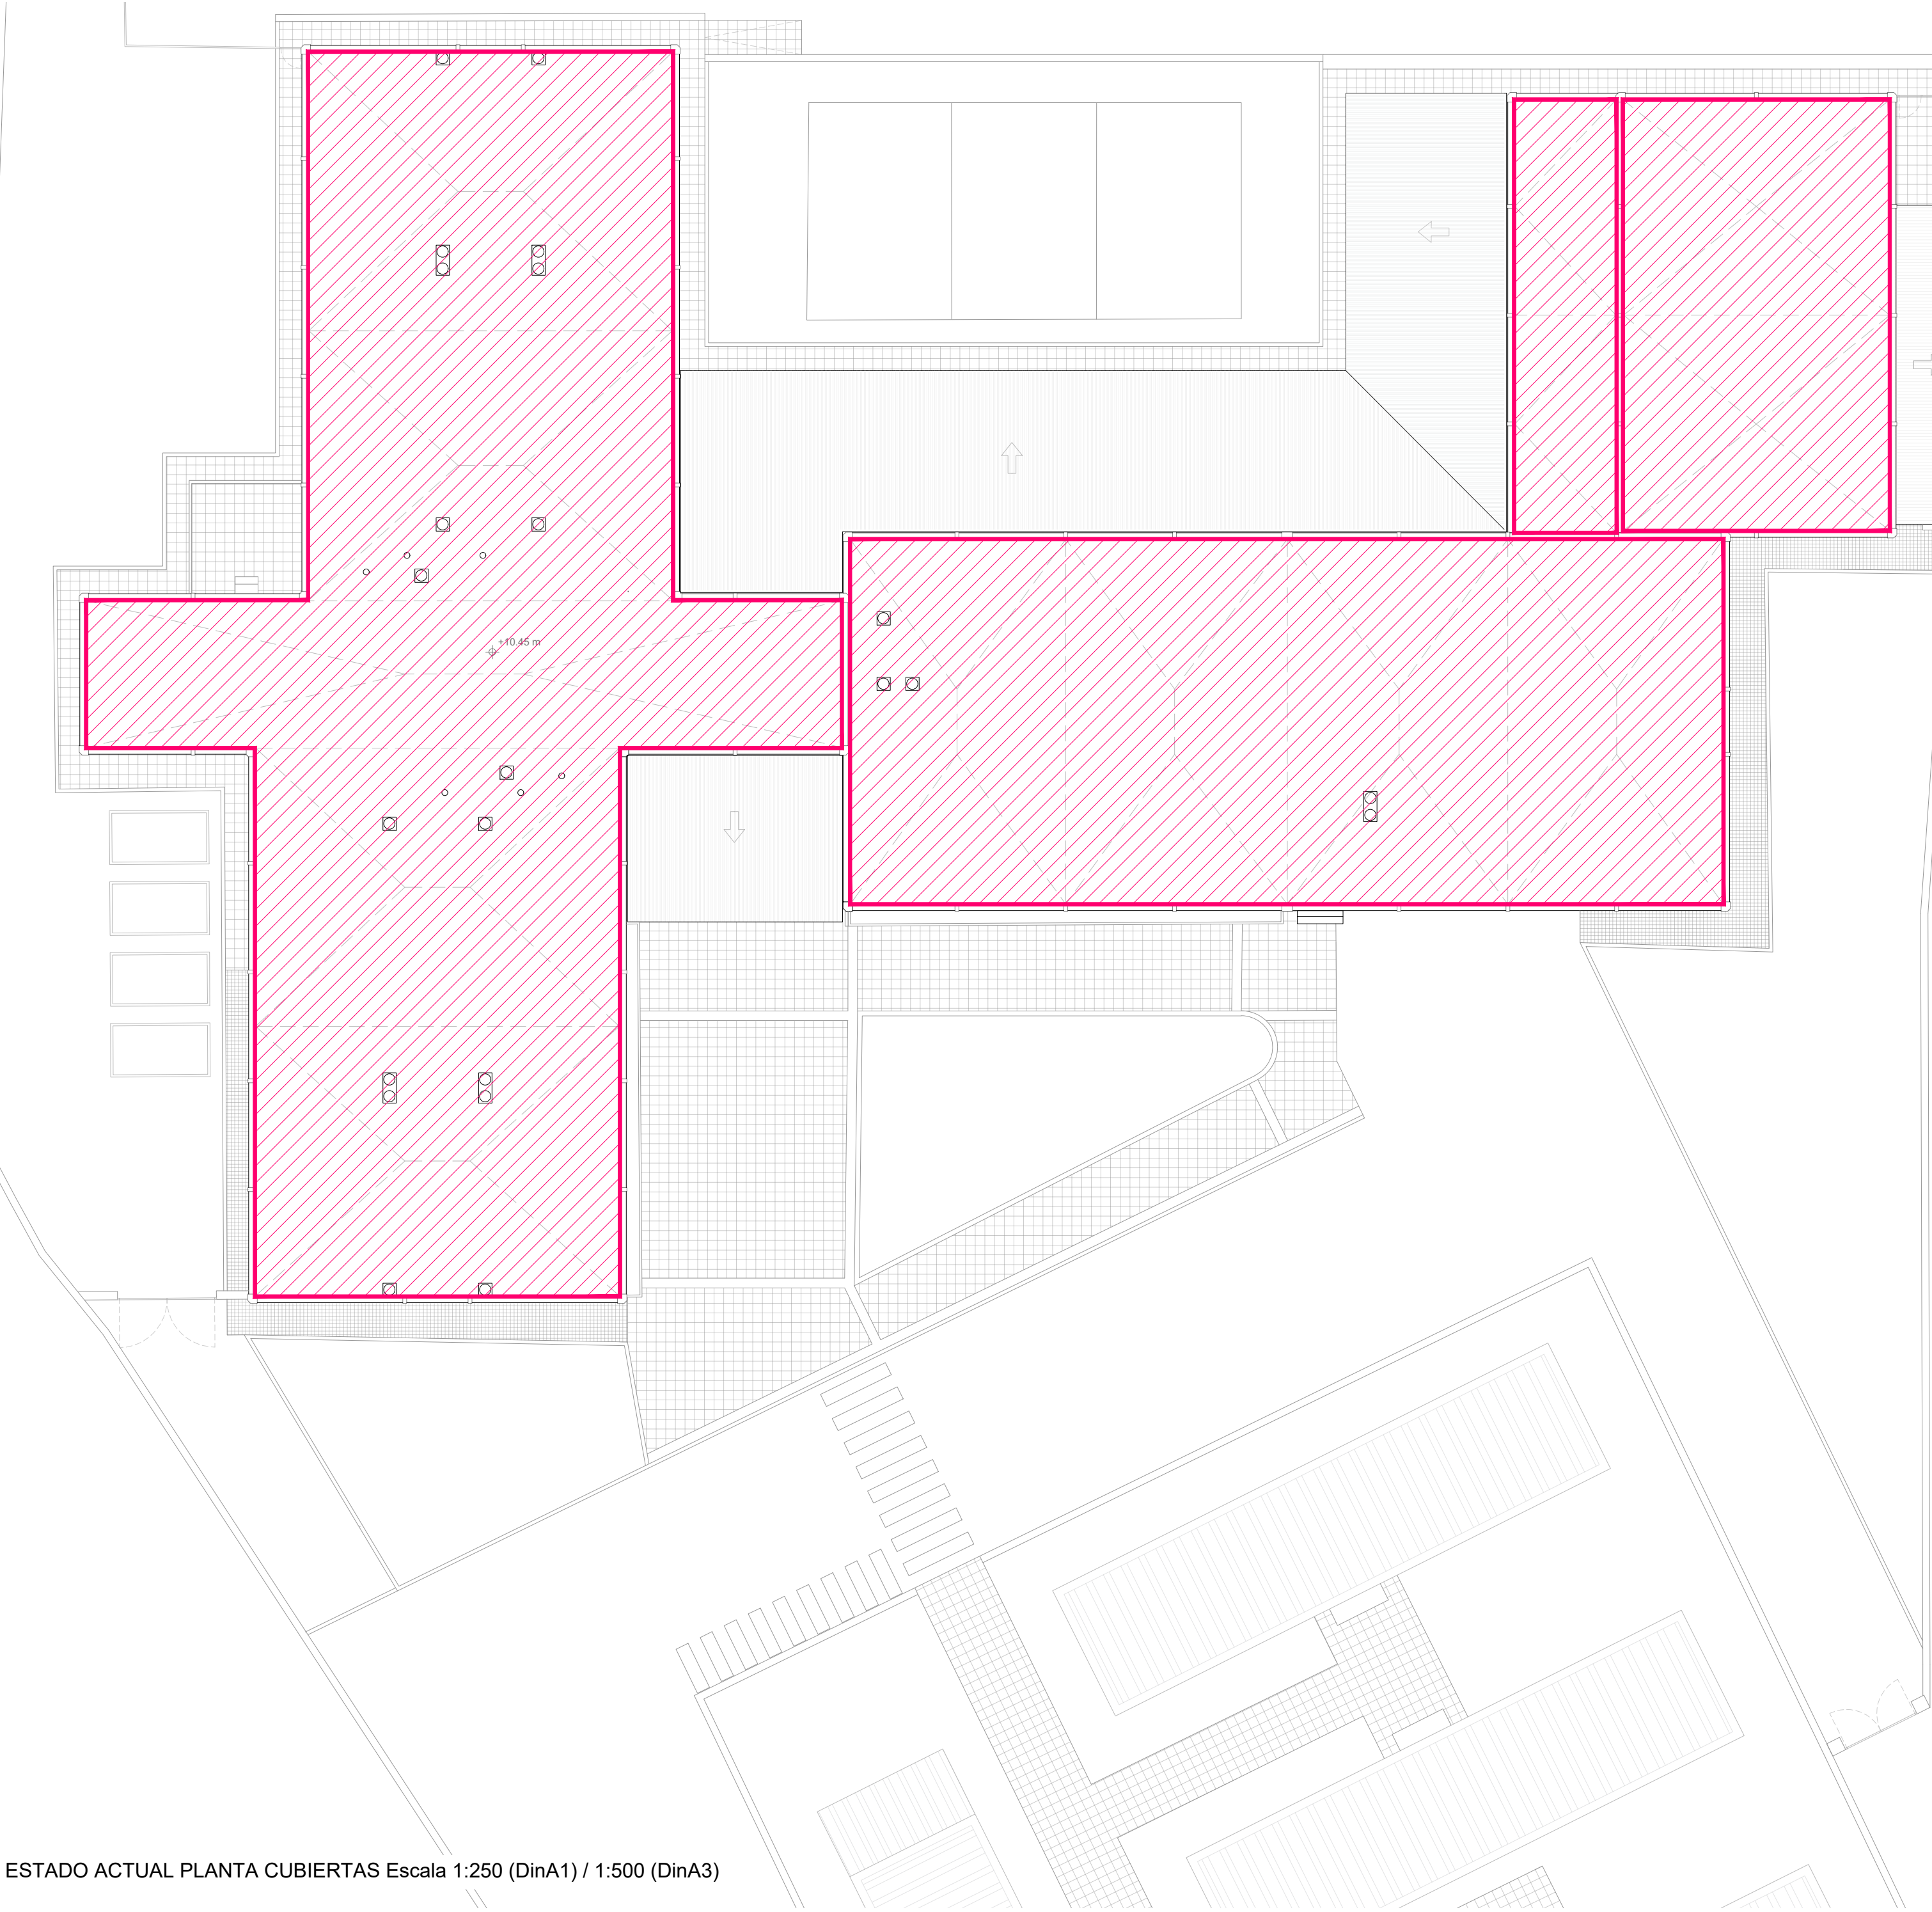 +10.45 m
ESTADO ACTUAL PLANTA CUBIERTAS Escala 1:250 (DinA1) / 1:500 (DinA3)